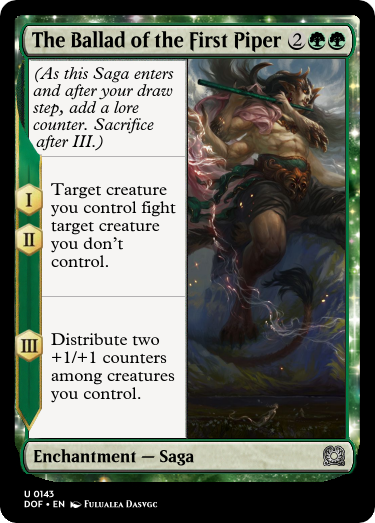 The Ballad of the First Piper 2
(As this Saga enters
and after your draw
step, add a lore
counter. Sacrifice
after III.)
I
Target creature
you control fight
target creature
you don't
control.
II
III
Distribute two
+1/+1 counters
among creatures
you control.
Enchantment — Saga
U 0143
DOF • EN Fulualea Dasvgc